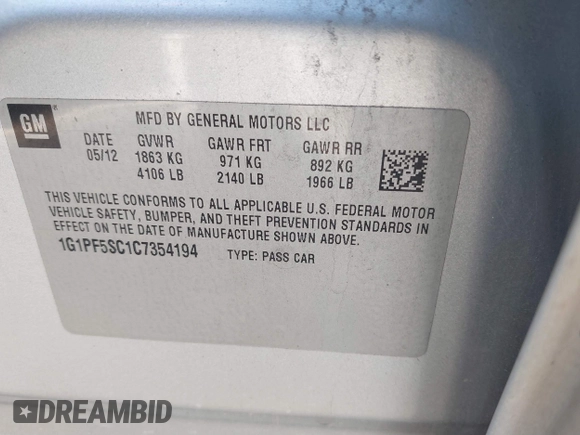 GM
MFD BY GENERAL MOTORS LLC
DATE GVWR GAWR FRT GAWR RR
05/12 1863 KG 971 KG 892 KG
4106 LB 2140 LB 1966 LB
THIS VEHICLE CONFORMS TO ALL APPLICABLE U.S. FEDERAL MOTOR
VEHICLE SAFETY, BUMPER, AND THEFT PREVENTION STANDARDS IN
EFFECT ON THE DATE OF MANUFACTURE SHOWN ABOVE.
1G1PF5SC1C7354194 TYPE: PASS CAR
DREAMBID